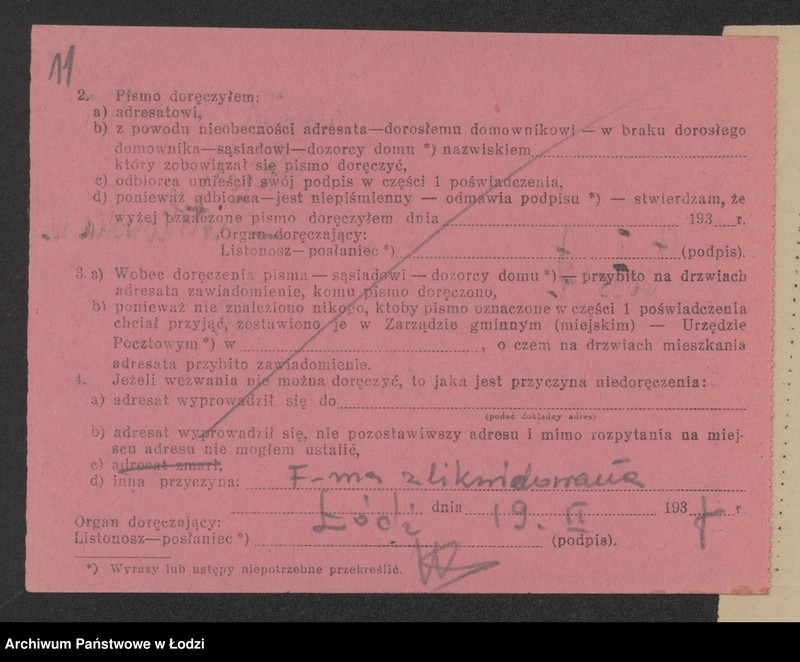 11
2. Pismo doręczyłem:
a) adresatowi,
b) z powodu nieobecności adresata—dorosłemu domownikowi — w braku dorosłego
domownika—sąsiadowi—dozorcy domu *) nazwiskiem
który zobowiązał się pismo doręczyć,
c) odbiorca umieścił swój podpis w części 1 poświadczenia,
d) ponieważ odbiorca—jest niepiśmienny — odmawia podpisu *) — stwierdzam, że
wyżej oznaczone pismo doręczyłem dnia 193 r.
Organ doręczający:
Listonosz—posłaniec *) (podpis).
3. a) Wobec doręczenia pisma — sąsiadowi — dozorcy domu *) — przybito na drzwiach
adresata zawiadomienie, komu pismo doręczono,
b) ponieważ nie znaleziono nikogo, ktoby pismo oznaczone w części 1 poświadczenia
chciał przyjąć, zostawiono je w Zarządzie gminnym (miejskim) — Urzędzie
Pocztowym *) w , o czem na drzwiach mieszkania
adresata przybito zawiadomienie.
4. Jeżeli wezwania nie można doręczyć, to jaka jest przyczyna niedoręczenia:
a) adresat wyprowadził się do
(podać dokładny adres)
b) adresat wyprowadził się, nie pozostawiwszy adresu i mimo rozpytania na miej-
scu adresu nie mogłem ustalić,
c) adresat zmarł,
d) inna przyczyna: F-ma zlikwidowana
Łódź dnia 19. II 1937 r
Organ doręczający:
Listonosz—posłaniec *) (podpis).
*) Wyrazy lub ustępy niepotrzebne przekreślić.
Archiwum Państwowe w Łodzi